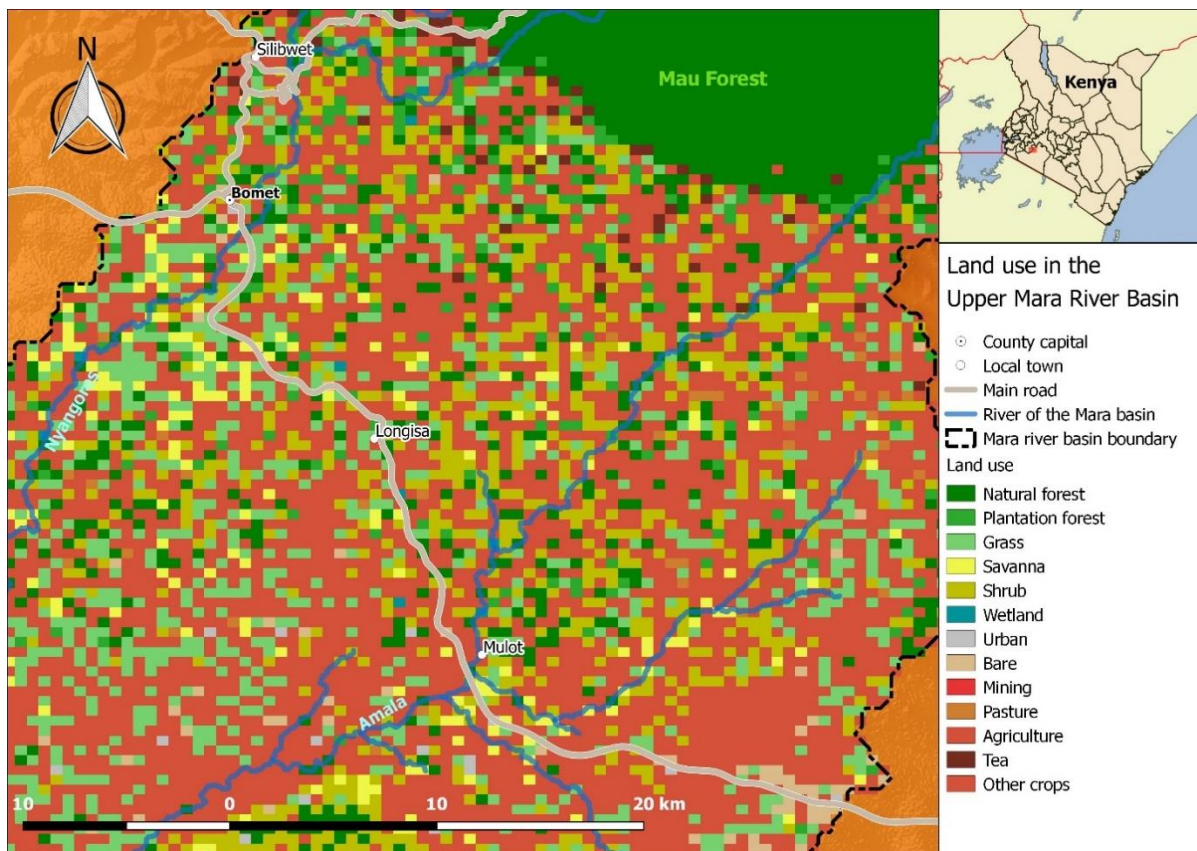 N
Silibwet
Mau Forest
Bomet
Nyangores
Longisa
Mulot
Amala
10 0 10 20 km
Kenya
Land use in the
Upper Mara River Basin
County capital
Local town
Main road
River of the Mara basin
Mara river basin boundary
Land use
Natural forest
Plantation forest
Grass
Savanna
Shrub
Wetland
Urban
Bare
Mining
Pasture
Agriculture
Tea
Other crops